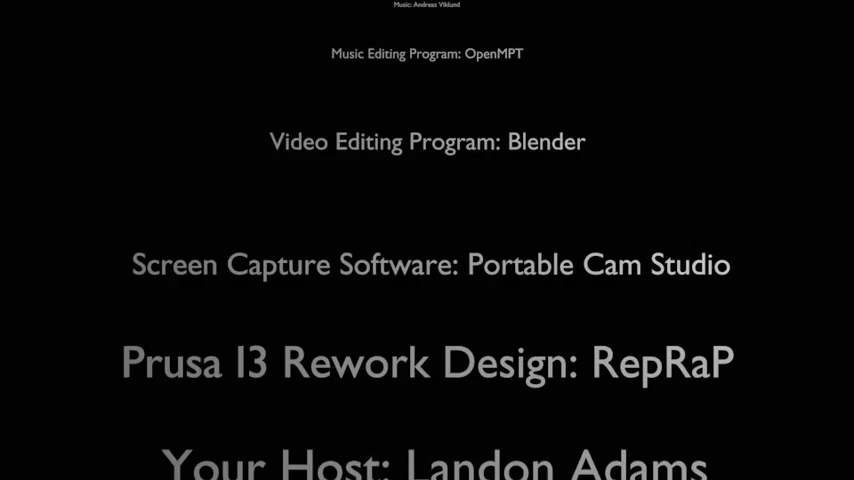 Music: Andreas Viklund
Music Editing Program: OpenMPT
Video Editing Program: Blender
Screen Capture Software: Portable Cam Studio
Prusa I3 Rework Design: RepRaP
Your Host: Landon Adams